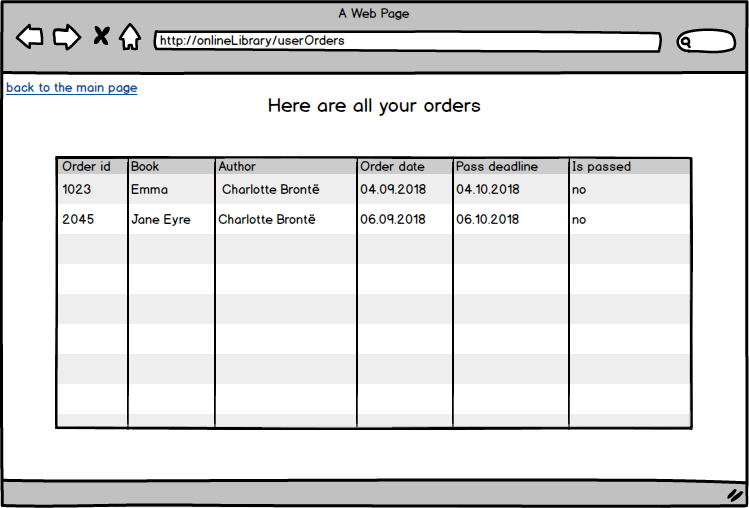 A Web Page
http://onlineLibrary/userOrders
back to the main page
Here are all your orders
Order id Book Author Order date Pass deadline Is passed
1023 Emma Charlotte Brontë 04.09.2018 04.10.2018 no
2045 Jane Eyre Charlotte Brontë 06.09.2018 06.10.2018 no